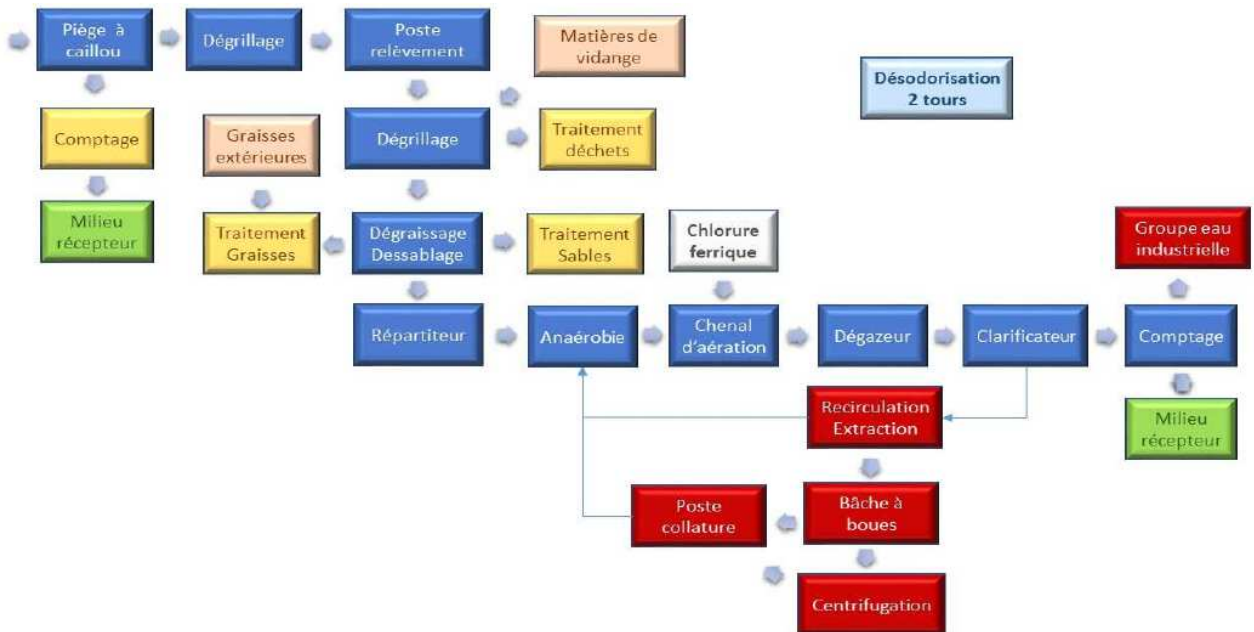 Piège à
caillou
Dégrillage
Poste
relèvement
Matières de
vidange
Désodorisation
2 tours
Comptage
Graisses
extérieures
Dégrillage
Traitement
déchets
Milieu
récepteur
Traitement
Graisses
Dégraissage
Dessablage
Traitement
Sables
Chlorure
ferrique
Groupe eau
industrielle
Répartiteur
Anaérobie
Chenal
d'aération
Dégazeur
Clarificateur
Comptage
Recirculation
Extraction
Milieu
récepteur
Poste
collature
Bâche à
boues
Centrifugation